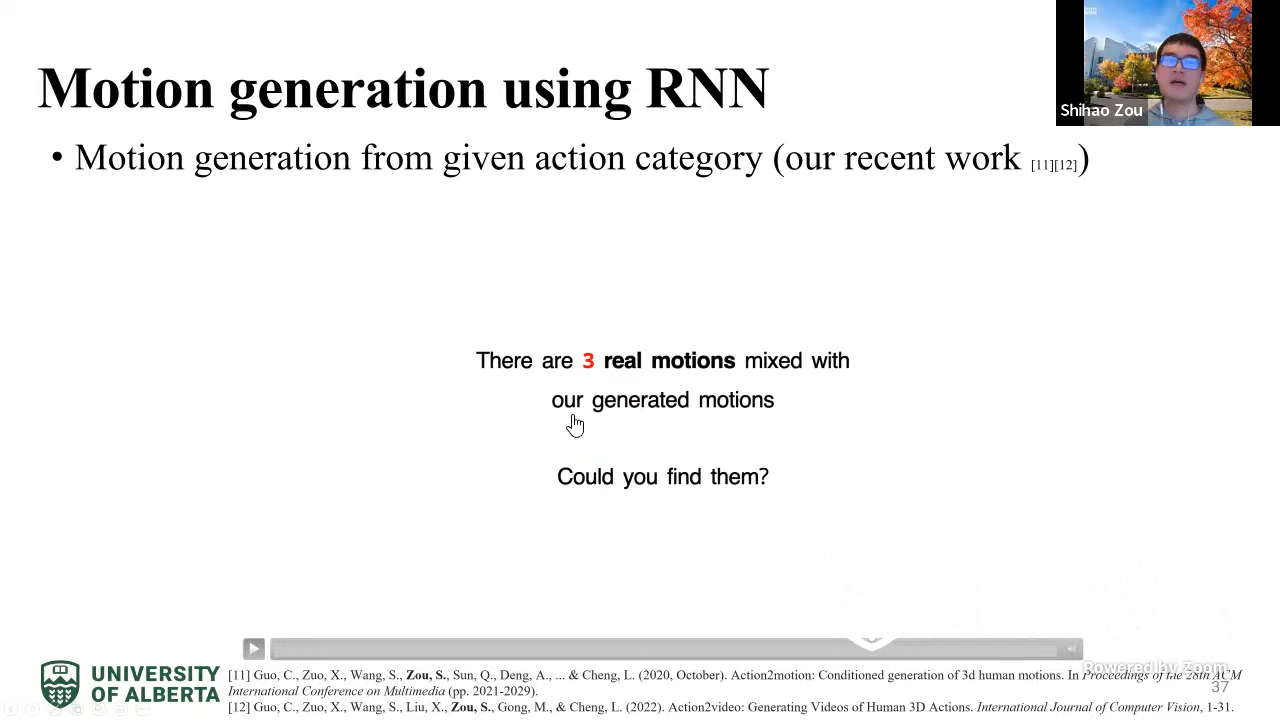 Motion generation using RNN
Shihao Zou
• Motion generation from given action category (our recent work [11][12])
There are 3 real motions mixed with
our generated motions
Could you find them?
Powered by Zoom
UNIVERSITY
OF ALBERTA
[11] Guo, C., Zuo, X., Wang, S., Zou, S., Sun, Q., Deng, A., ... & Cheng, L. (2020, October). Action2motion: Conditioned generation of 3d human motions. In Proceedings of the 28th ACM
International Conference on Multimedia (pp. 2021-2029).
37
[12] Guo, C., Zuo, X., Wang, S., Liu, X., Zou, S., Gong, M., & Cheng, L. (2022). Action2video: Generating Videos of Human 3D Actions. International Journal of Computer Vision, 1-31.